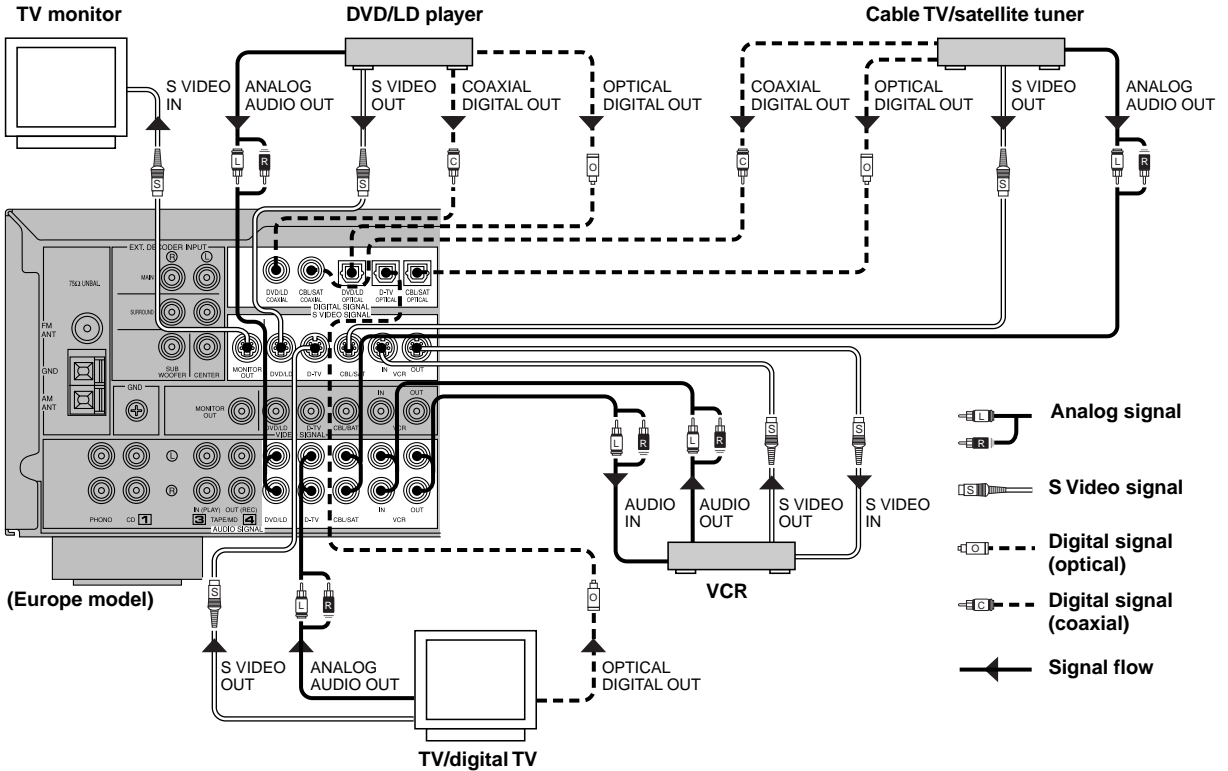 TV monitor
DVD/LD player
Cable TV/satellite tuner
S VIDEO
IN
ANALOG
AUDIO OUT
S VIDEO
OUT
COAXIAL
DIGITAL OUT
OPTICAL
DIGITAL OUT
COAXIAL
DIGITAL OUT
OPTICAL
DIGITAL OUT
S VIDEO
OUT
ANALOG
AUDIO OUT
S
L
R
S
C
O
C
O
S
L
R
EXT. DECODER INPUT
R
L
75Ω UNBAL.
MAIN
SURROUND
SUB
WOOFER
CENTER
FM
ANT
GND
AM
ANT
GND
DVD/LD
COAXIAL
CBL/SAT
COAXIAL
DVD/LD
OPTICAL
D-TV
OPTICAL
CBL/SAT
OPTICAL
DIGITAL SIGNAL
S VIDEO SIGNAL
MONITOR
OUT
DVD/LD
D-TV
CBL/SAT
IN
VCR
OUT
MONITOR
OUT
DVD/LD
D-TV
CBL/SAT
IN
VCR
OUT
VIDEO SIGNAL
L
R
PHONO
CD 1
IN (PLAY)
OUT (REC)
3 TAPE/MD 4
AUDIO SIGNAL
DVD/LD
D-TV
CBL/SAT
IN
VCR
OUT
(Europe model)
L
R
L
R
S
S
AUDIO
IN
AUDIO
OUT
S VIDEO
OUT
S VIDEO
IN
VCR
S
L
R
O
S VIDEO
OUT
ANALOG
AUDIO OUT
OPTICAL
DIGITAL OUT
TV/digital TV
L
R
Analog signal
S
S Video signal
O
Digital signal
(optical)
C
Digital signal
(coaxial)
Signal flow